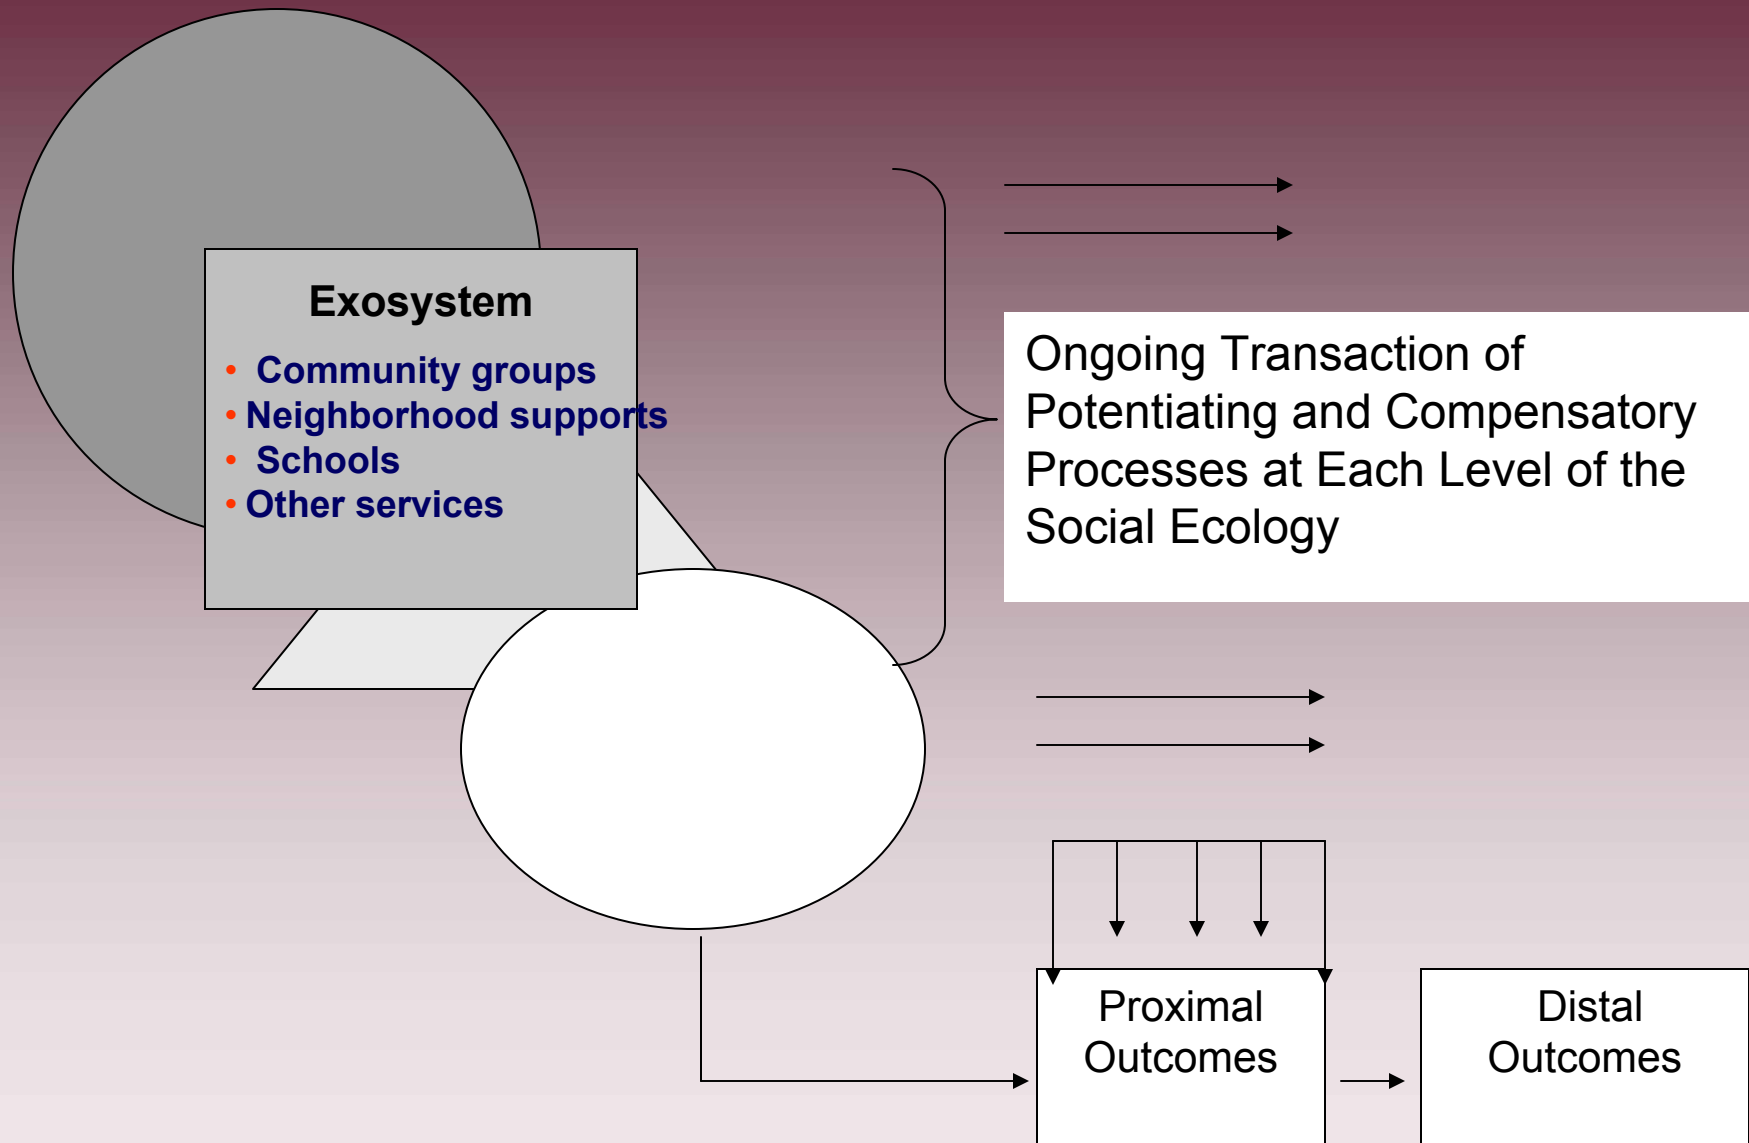 Exosystem
• Community groups
• Neighborhood supports
• Schools
• Other services
Ongoing Transaction of
Potentiating and Compensatory
Processes at Each Level of the
Social Ecology
Proximal
Outcomes
Distal
Outcomes